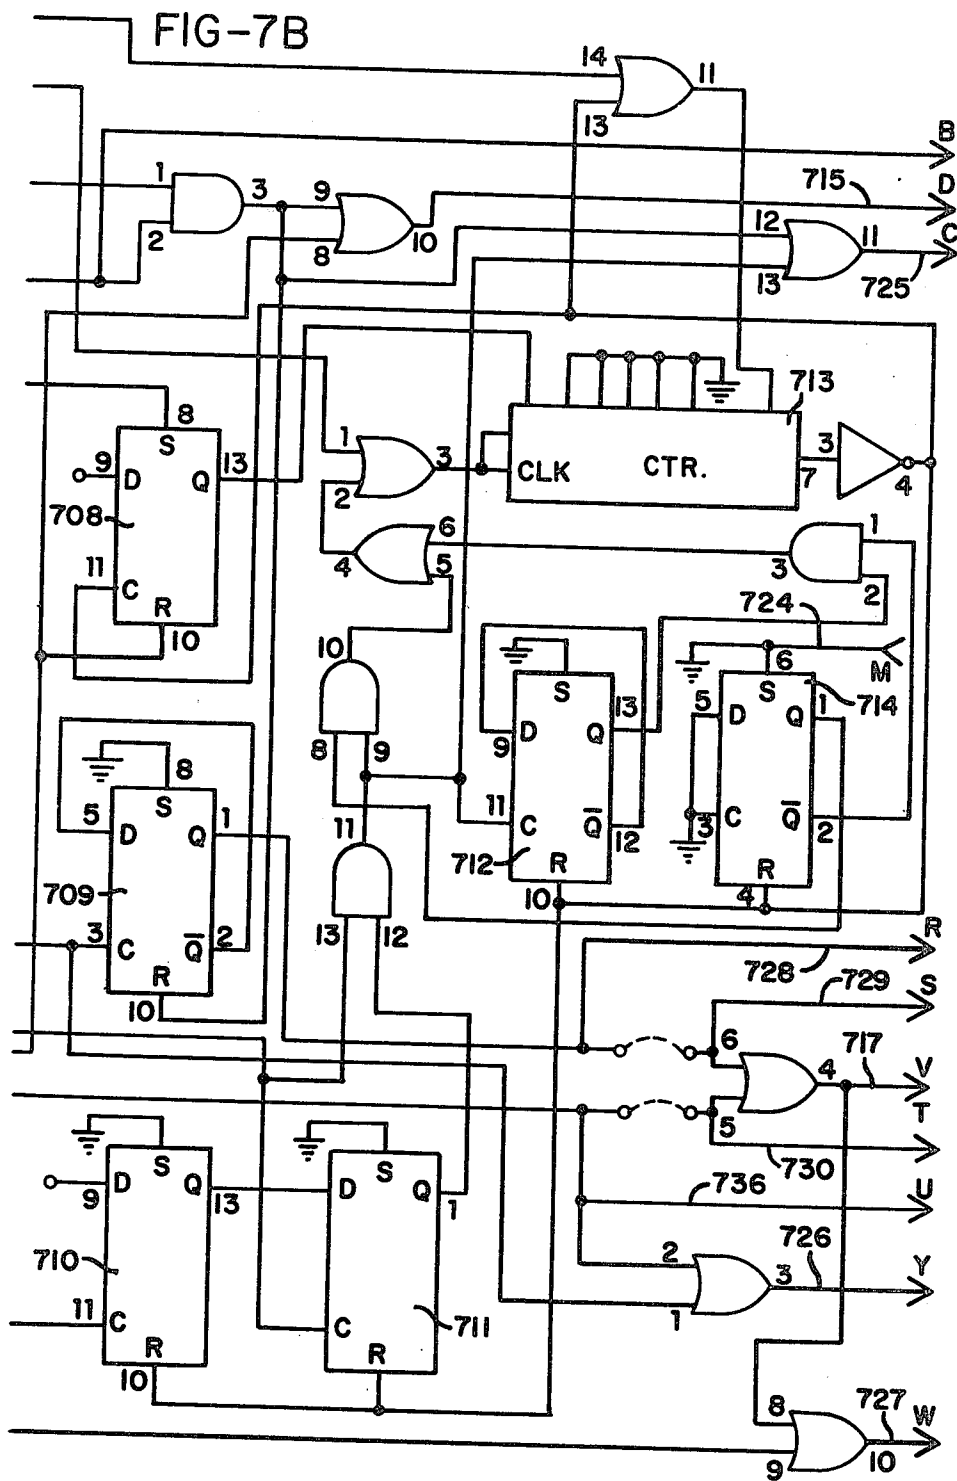 FIG-7B
14 11
13
B
1 3 9 715 D
2 8 10 12 11 C
13 725
8 713
S 1 3 3
9 D Q 13 CLK CTR. 7 4
708 2
6 1
11 C 4 5 3
R 724 2
10 10 6 M
S S
13 5 714 1
9 D Q D Q
8 8 9
S
5 D Q 1 11 11 C Q̅ 3 C Q̅ 2
712 R 12 R
709 10 4
3 C Q̅ 2 13 12
R R
10 728 729 S
6 4 717 V
T
5
730
S S 736 U
9 D Q 13 D Q 1
726
710 2 3 Y
11 C C 711 1
R R
10
8 727 W
9 10